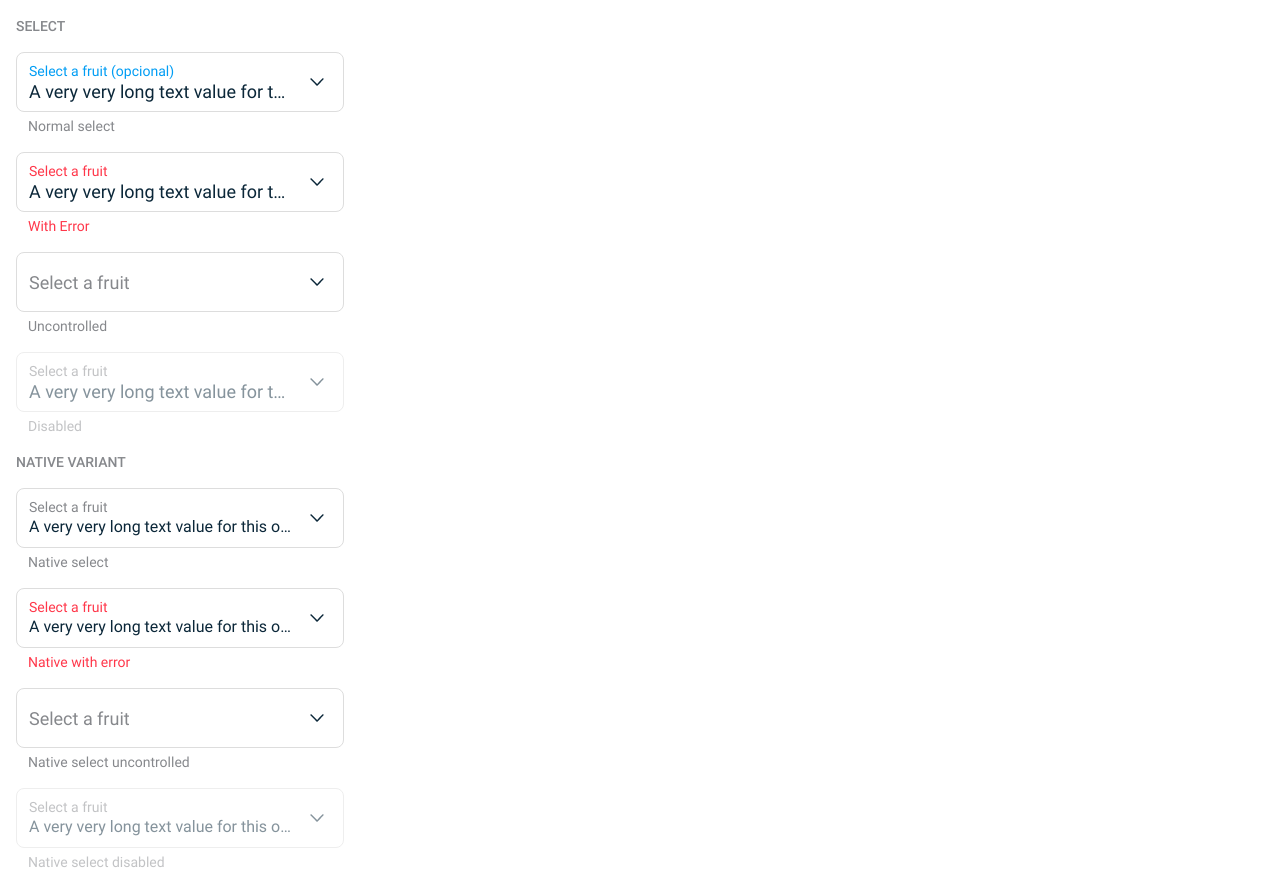 SELECT
Select a fruit (opcional)
A very very long text value for t...
Normal select
Select a fruit
A very very long text value for t...
With Error
Select a fruit
Uncontrolled
Select a fruit
A very very long text value for t...
Disabled
NATIVE VARIANT
Select a fruit
A very very long text value for this o...
Native select
Select a fruit
A very very long text value for this o...
Native with error
Select a fruit
Native select uncontrolled
Select a fruit
A very very long text value for this o...
Native select disabled